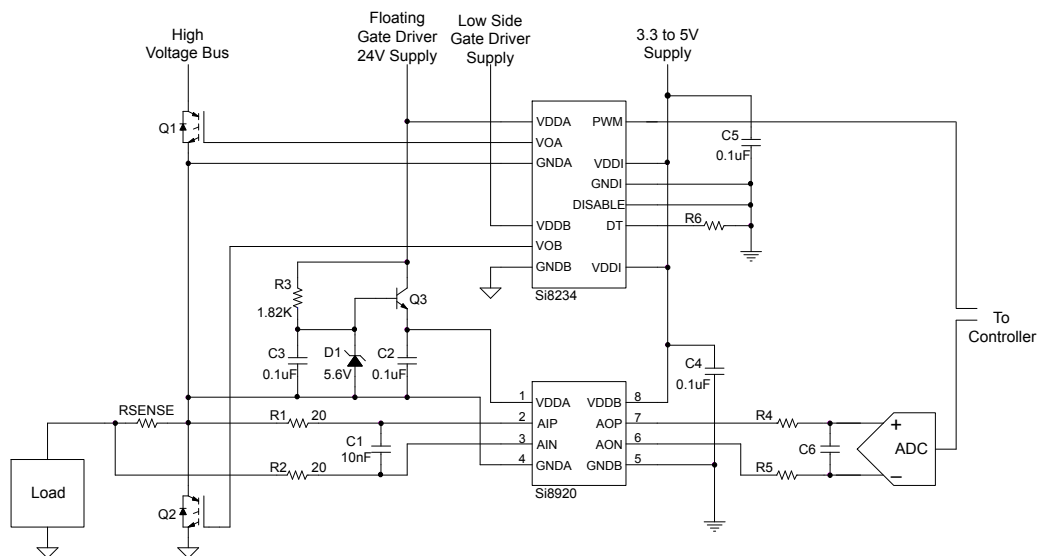 High
Voltage Bus
Floating
Gate Driver
24V Supply
Low Side
Gate Driver
Supply
3.3 to 5V
Supply
Q1
VDDA
VOA
GNDA
VDDB
VOB
GNDB
PWM
VDDI
GNDI
DISABLE
DT
VDDI
Si8234
C5
0.1uF
R6
R3
1.82K
Q3
C3
0.1uF
D1
5.6V
C2
0.1uF
C4
0.1uF
To
Controller
RSENSE
R1 20
C1
10nF
R2 20
1
2
3
4
VDDA
AIP
AIN
GNDA
VDDB
AOP
AON
GNDB
8
7
6
5
Si8920
R4
C6
R5
+
ADC
−
Load
Q2